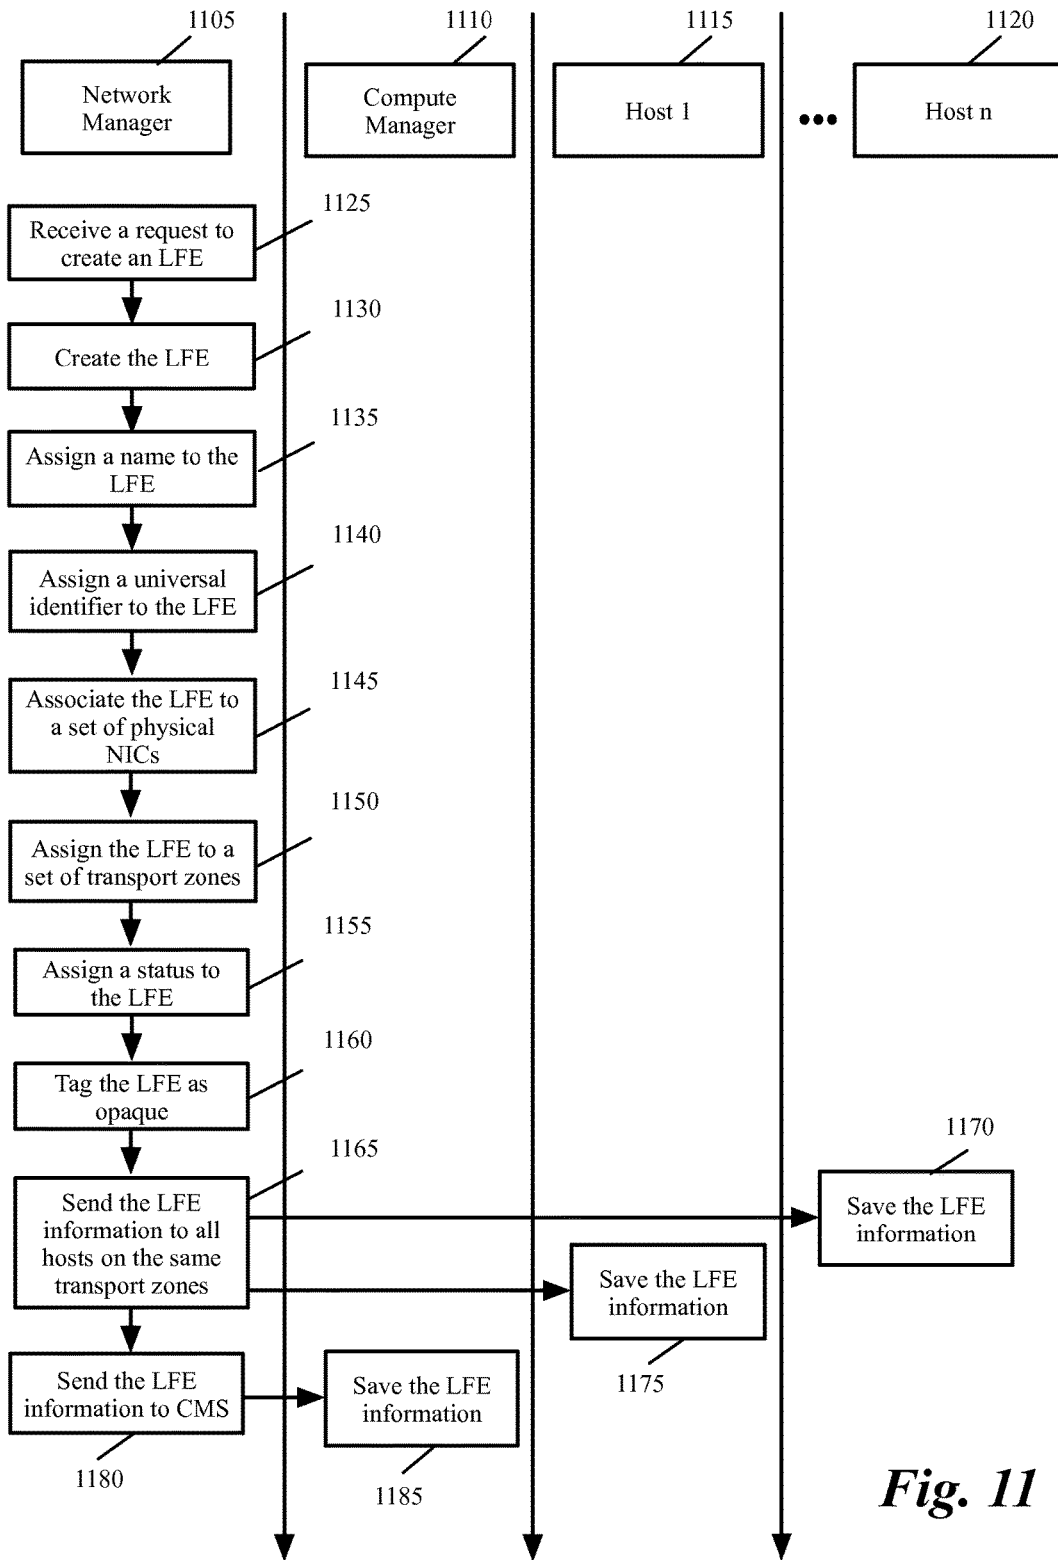 1105
1110
1115
1120
Network
Manager
Compute
Manager
Host 1
•••
Host n
1125
Receive a request to
create an LFE
1130
Create the LFE
1135
Assign a name to the
LFE
1140
Assign a universal
identifier to the LFE
1145
Associate the LFE to
a set of physical
NICs
1150
Assign the LFE to a
set of transport zones
1155
Assign a status to
the LFE
1160
Tag the LFE as
opaque
1165
Send the LFE
information to all
hosts on the same
transport zones
1170
Save the LFE
information
Save the LFE
information
1175
Send the LFE
information to CMS
1180
Save the LFE
information
1185
Fig. 11